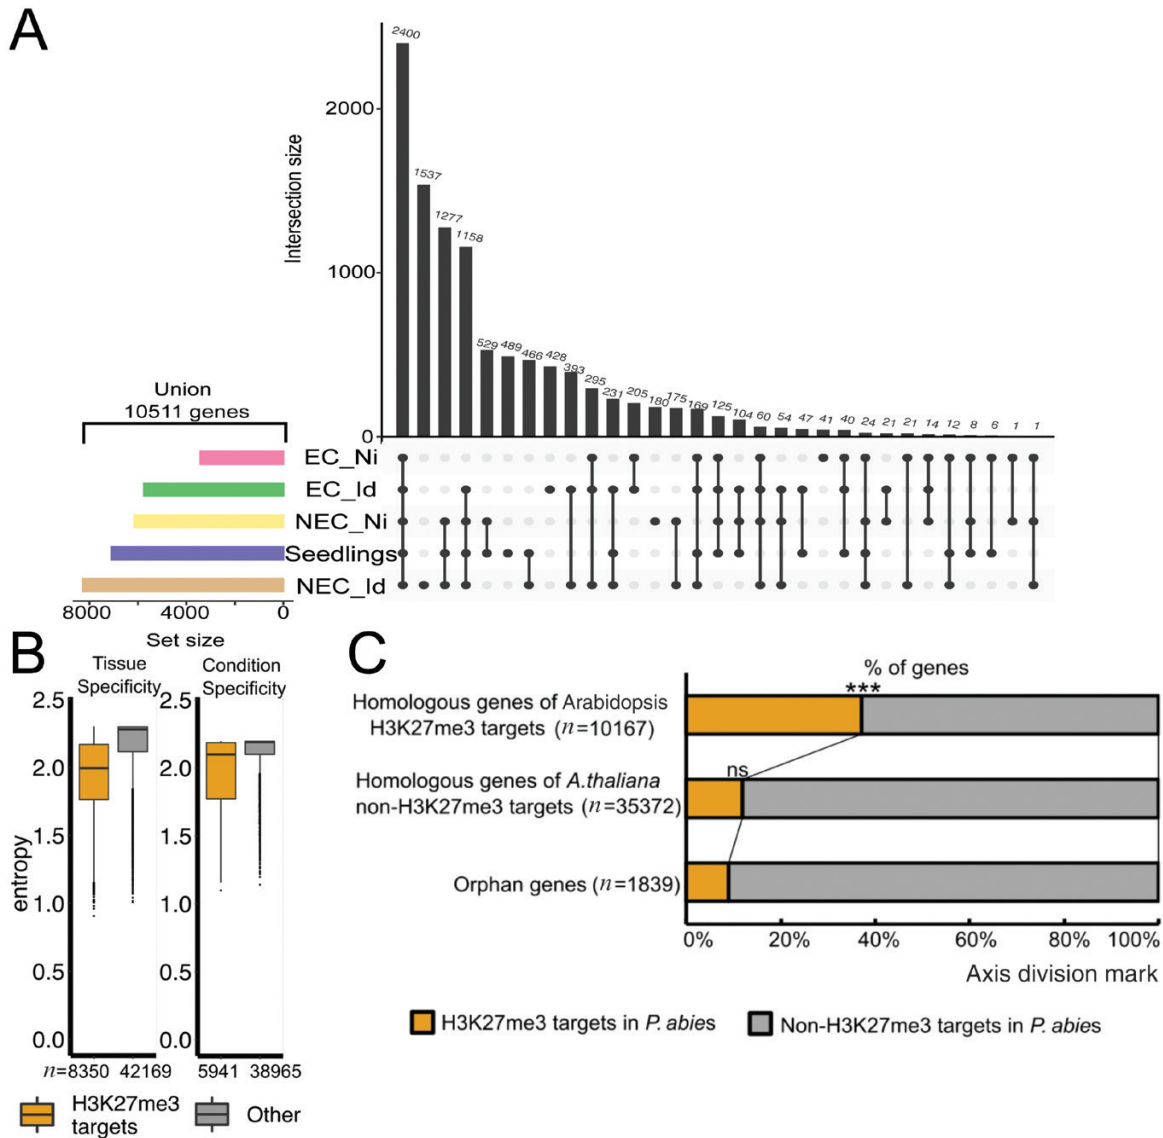 A
2400
2000
1537
1277
1158
Intersection size
1000
529 489 466 428 393 295 231 205 180 175 169 125 104 60 54 47 41 40 24 21 21 14 12 8 6 1 1
0
Union
10511 genes
EC_Ni
EC_Id
NEC_Ni
Seedlings
NEC_Id
8000 4000 0
Set size
B
Tissue Specificity
Condition Specificity
2.5 2.5
2.0 2.0
1.5 1.5
entropy
1.0 1.0
0.5 0.5
0.0 0.0
n=8350 42169 5941 38965
H3K27me3 targets
Other
C
% of genes
***
Homologous genes of Arabidopsis
H3K27me3 targets (n=10167)
ns
Homologous genes of A.thaliana
non-H3K27me3 targets (n=35372)
Orphan genes (n=1839)
0% 20% 40% 60% 80% 100%
Axis division mark
H3K27me3 targets in P. abies
Non-H3K27me3 targets in P. abies